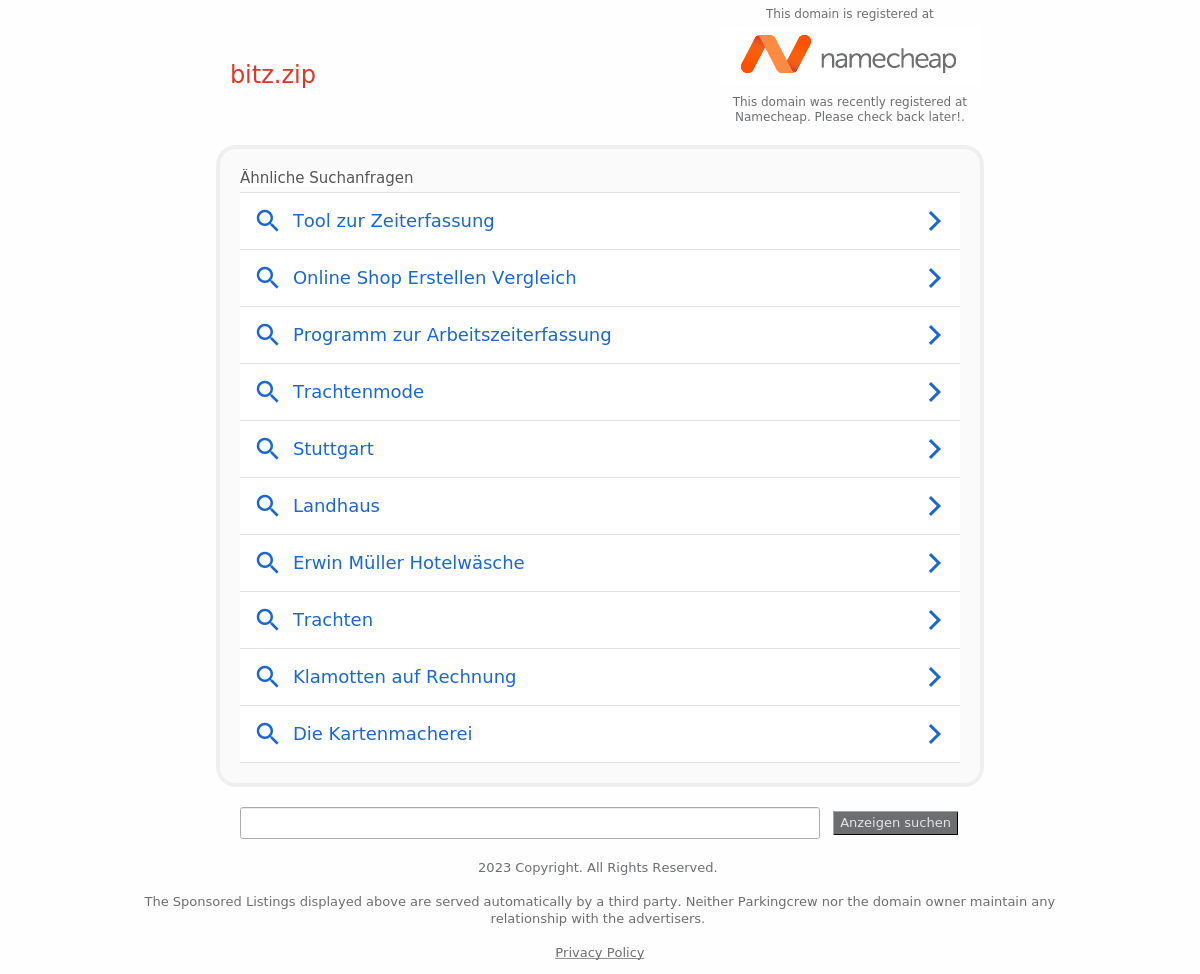 This domain is registered at
namecheap
bitz.zip
This domain was recently registered at
Namecheap. Please check back later!.
Ähnliche Suchanfragen
Tool zur Zeiterfassung
Online Shop Erstellen Vergleich
Programm zur Arbeitszeiterfassung
Trachtenmode
Stuttgart
Landhaus
Erwin Müller Hotelwäsche
Trachten
Klamotten auf Rechnung
Die Kartenmacherei
Anzeigen suchen
2023 Copyright. All Rights Reserved.
The Sponsored Listings displayed above are served automatically by a third party. Neither Parkingcrew nor the domain owner maintain any
relationship with the advertisers.
Privacy Policy